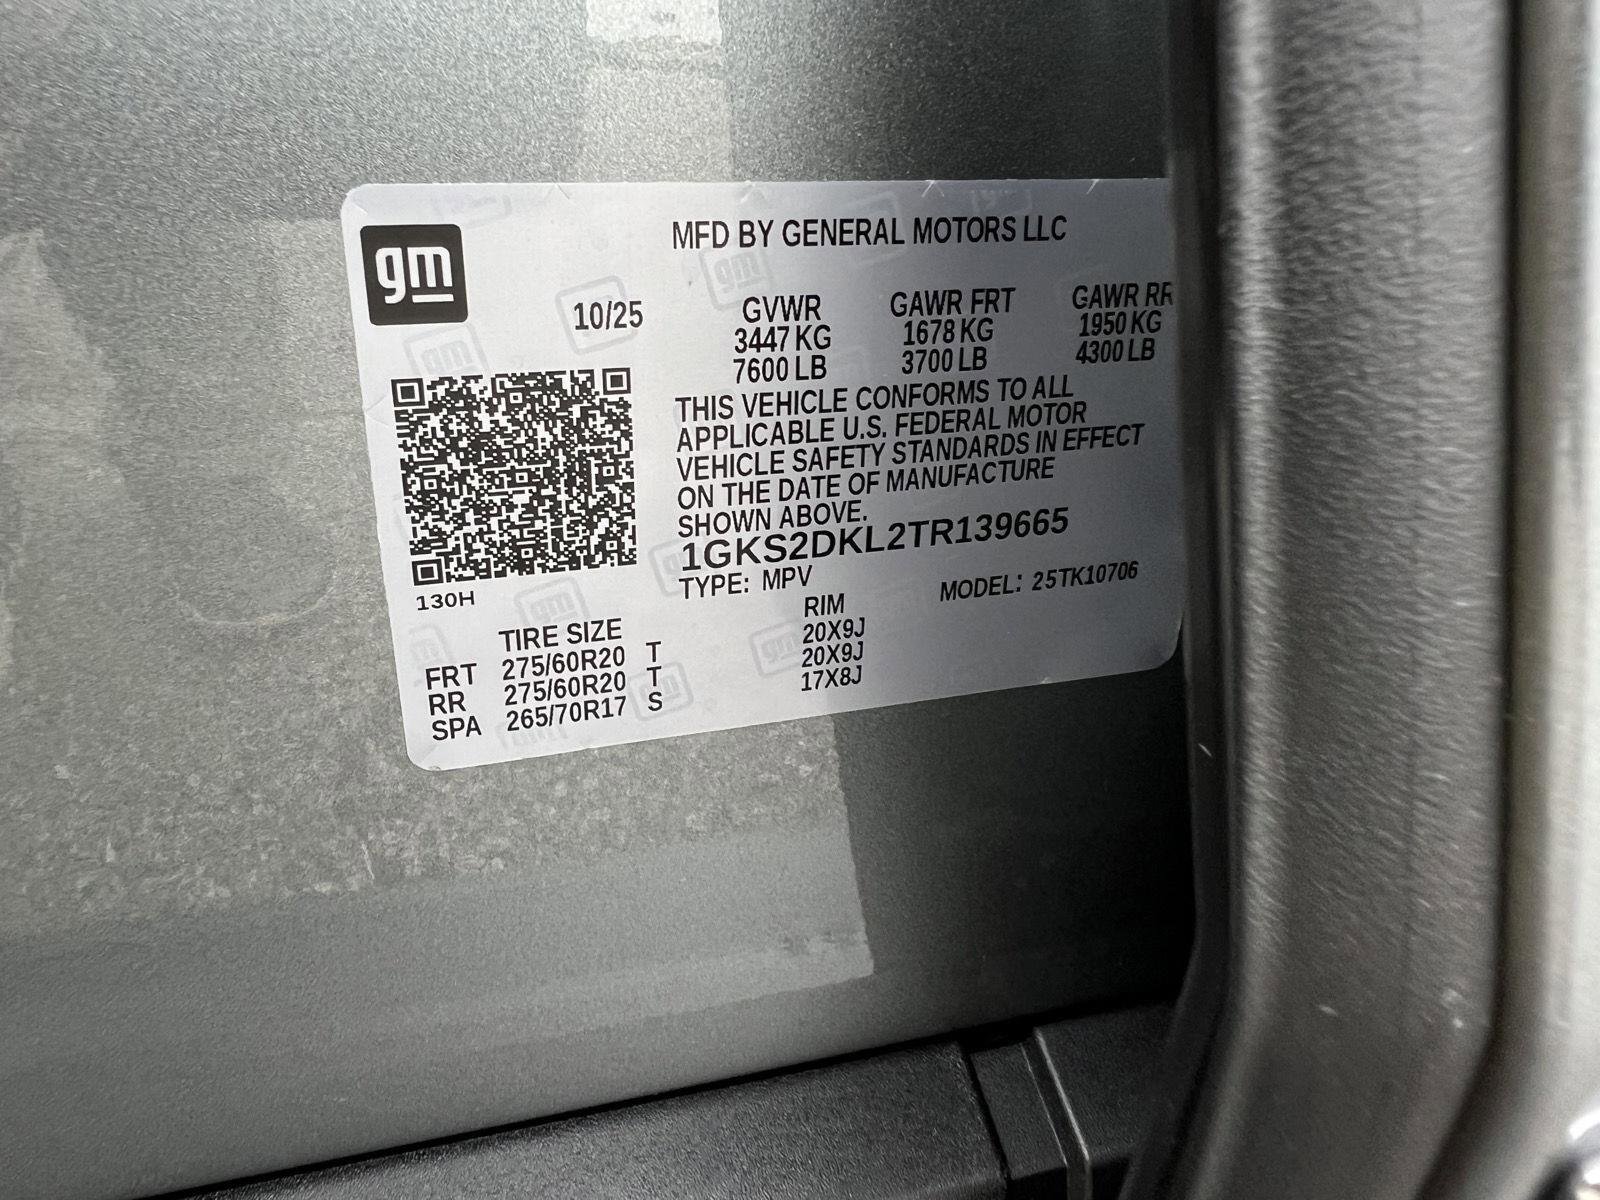 gm
MFD BY GENERAL MOTORS LLC
10/25
GVWR GAWR FRT GAWR RR
3447 KG 1678 KG 1950 KG
7600 LB 3700 LB 4300 LB
THIS VEHICLE CONFORMS TO ALL
APPLICABLE U.S. FEDERAL MOTOR
VEHICLE SAFETY STANDARDS IN EFFECT
ON THE DATE OF MANUFACTURE
SHOWN ABOVE.
1GKS2DKL2TR139665
TYPE: MPV MODEL: 25TK10706
130H
TIRE SIZE RIM
FRT 275/60R20 T 20X9J
RR 275/60R20 T 20X9J
SPA 265/70R17 S 17X8J